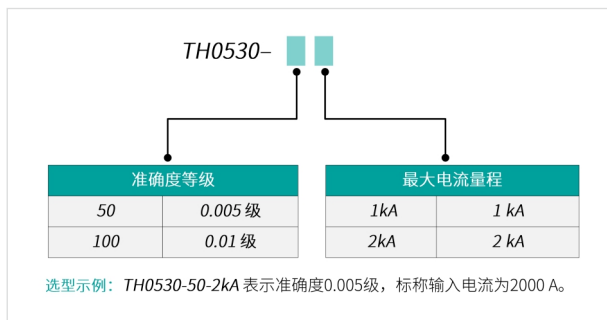 TH0530–
准确度等级 最大电流量程
50 0.005 级 1kA 1 kA
100 0.01 级 2kA 2 kA
选型示例：TH0530-50-2kA 表示准确度0.005级，标称输入电流为2000 A。